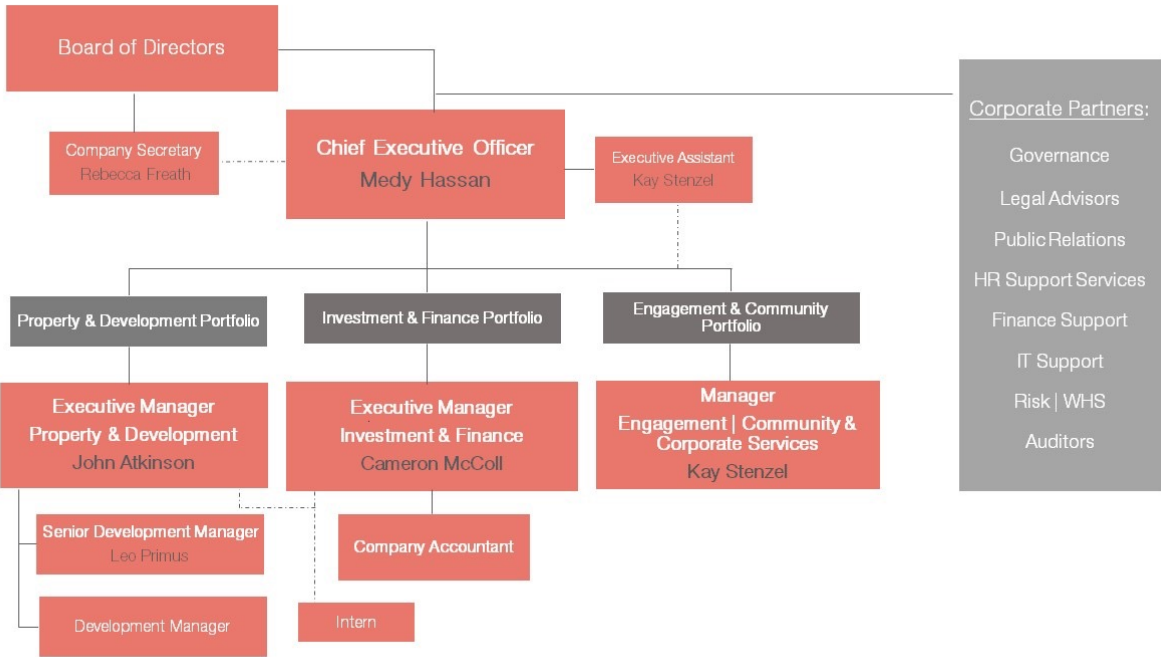 Board of Directors
Company Secretary
Rebecca Freath
Chief Executive Officer
Medy Hassan
Executive Assistant
Kay Stenzel
Corporate Partners:
Governance
Legal Advisors
Public Relations
HR Support Services
Finance Support
IT Support
Risk | WHS
Auditors
Property & Development Portfolio
Investment & Finance Portfolio
Engagement & Community
Portfolio
Executive Manager
Property & Development
John Atkinson
Executive Manager
Investment & Finance
Cameron McColl
Manager
Engagement | Community &
Corporate Services
Kay Stenzel
Senior Development Manager
Leo Primus
Company Accountant
Development Manager
Intern